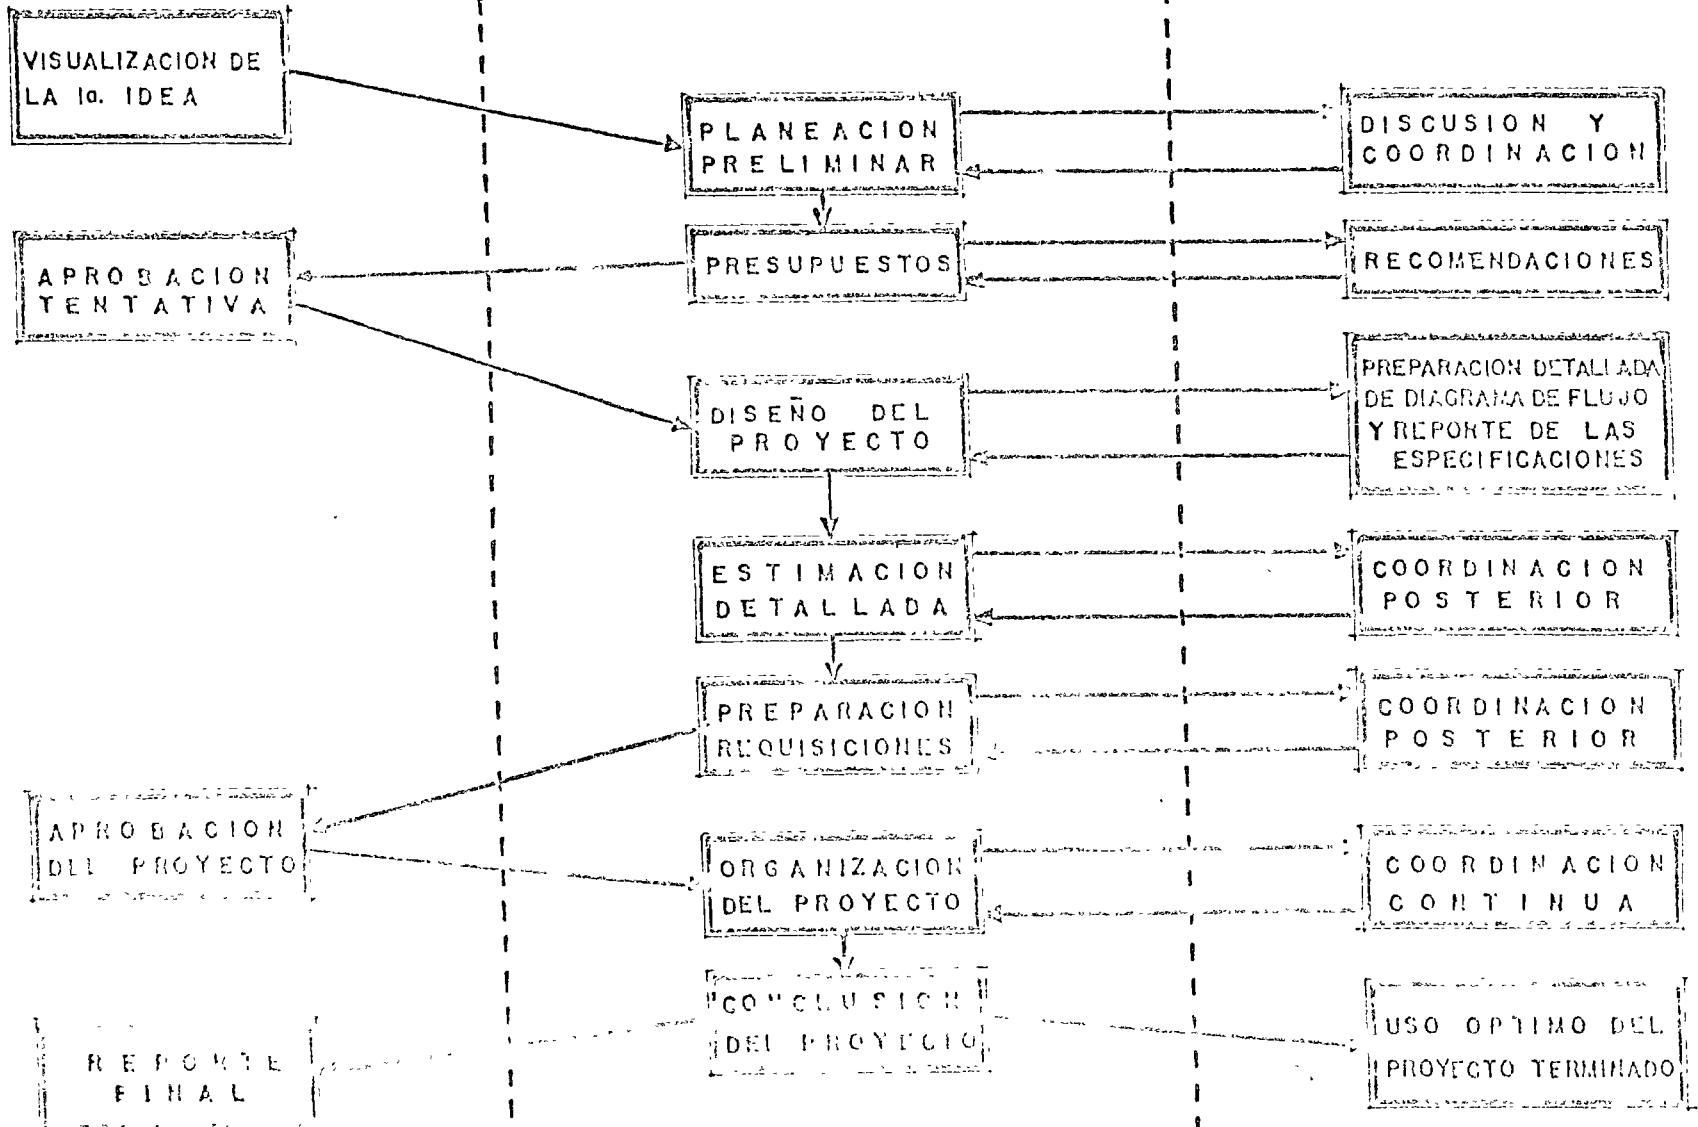 VISUALIZACION DE
LA 1a. IDEA
PLANEACION
PRELIMINAR
DISCUSION Y
COORDINACION
APROBACION
TENTATIVA
PRESUPUESTOS
RECOMENDACIONES
DISEÑO DEL
PROYECTO
PREPARACION DETALLADA
DE DIAGRAMA DE FLUJO
Y REPORTE DE LAS
ESPECIFICACIONES
ESTIMACION
DETALLADA
COORDINACION
POSTERIOR
PREPARACION
REQUISICIONES
COORDINACION
POSTERIOR
APROBACION
DEL PROYECTO
ORGANIZACION
DEL PROYECTO
COORDINACION
CONTINUA
REPORTE
FINAL
CONCLUSION
DEL PROYECTO
USO OPTIMO DEL
PROYECTO TERMINADO